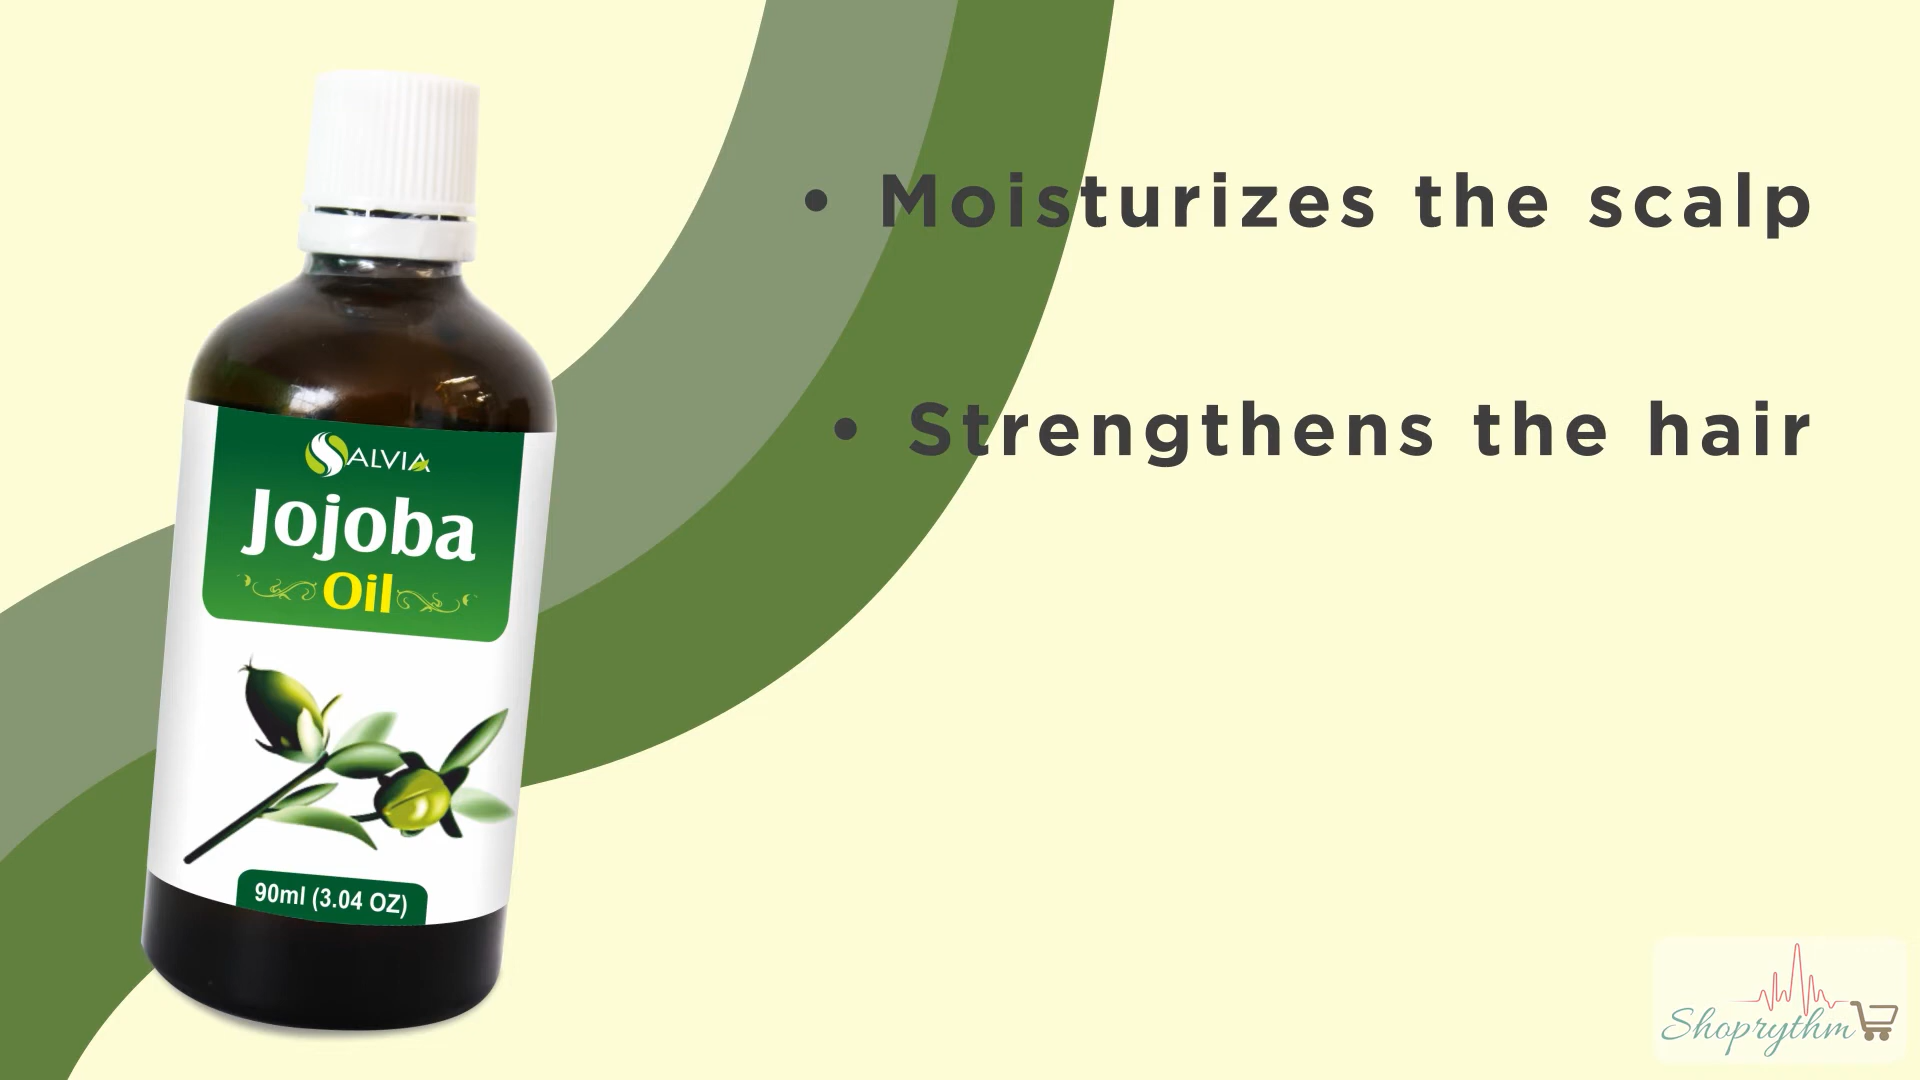 SALVIA
Jojoba
Oil
90ml (3.04 OZ)
• Moisturizes the scalp
• Strengthens the hair
Shoprythm